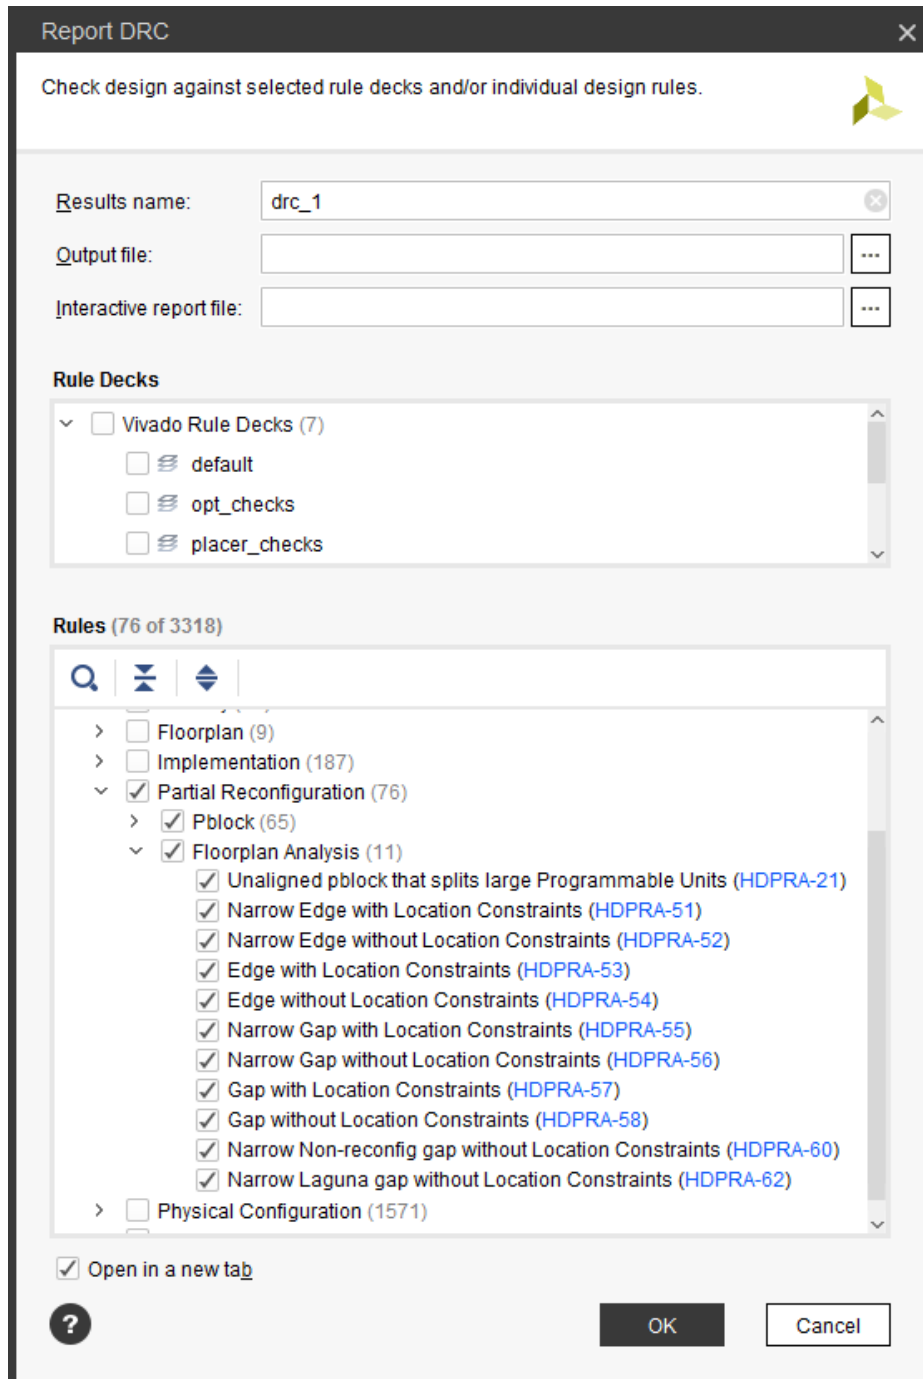 Report DRC
Check design against selected rule decks and/or individual design rules.
Results name: drc_1
Output file:
Interactive report file:
Rule Decks
Vivado Rule Decks (7)
default
opt_checks
placer_checks
Rules (76 of 3318)
Floorplan (9)
Implementation (187)
Partial Reconfiguration (76)
Pblock (65)
Floorplan Analysis (11)
Unaligned pblock that splits large Programmable Units (HDPRA-21)
Narrow Edge with Location Constraints (HDPRA-51)
Narrow Edge without Location Constraints (HDPRA-52)
Edge with Location Constraints (HDPRA-53)
Edge without Location Constraints (HDPRA-54)
Narrow Gap with Location Constraints (HDPRA-55)
Narrow Gap without Location Constraints (HDPRA-56)
Gap with Location Constraints (HDPRA-57)
Gap without Location Constraints (HDPRA-58)
Narrow Non-reconfig gap without Location Constraints (HDPRA-60)
Narrow Laguna gap without Location Constraints (HDPRA-62)
Physical Configuration (1571)
Open in a new tab
? OK Cancel